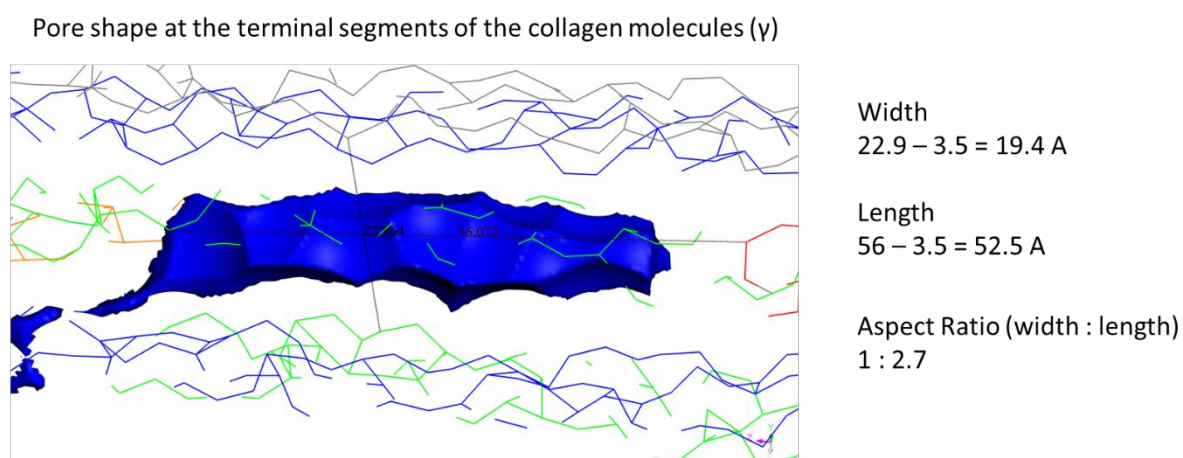 Pore shape at the terminal segments of the collagen molecules (γ)
Width
22.9 – 3.5 = 19.4 A
Length
56 – 3.5 = 52.5 A
Aspect Ratio (width : length)
1 : 2.7